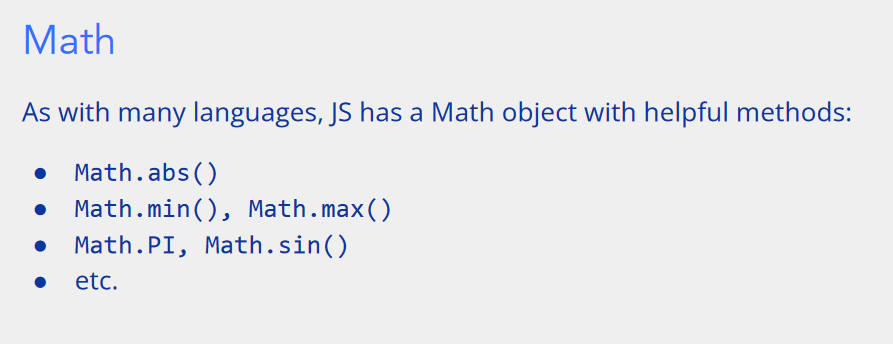 Math
As with many languages, JS has a Math object with helpful methods:
● Math.abs()
● Math.min(), Math.max()
● Math.PI, Math.sin()
● etc.